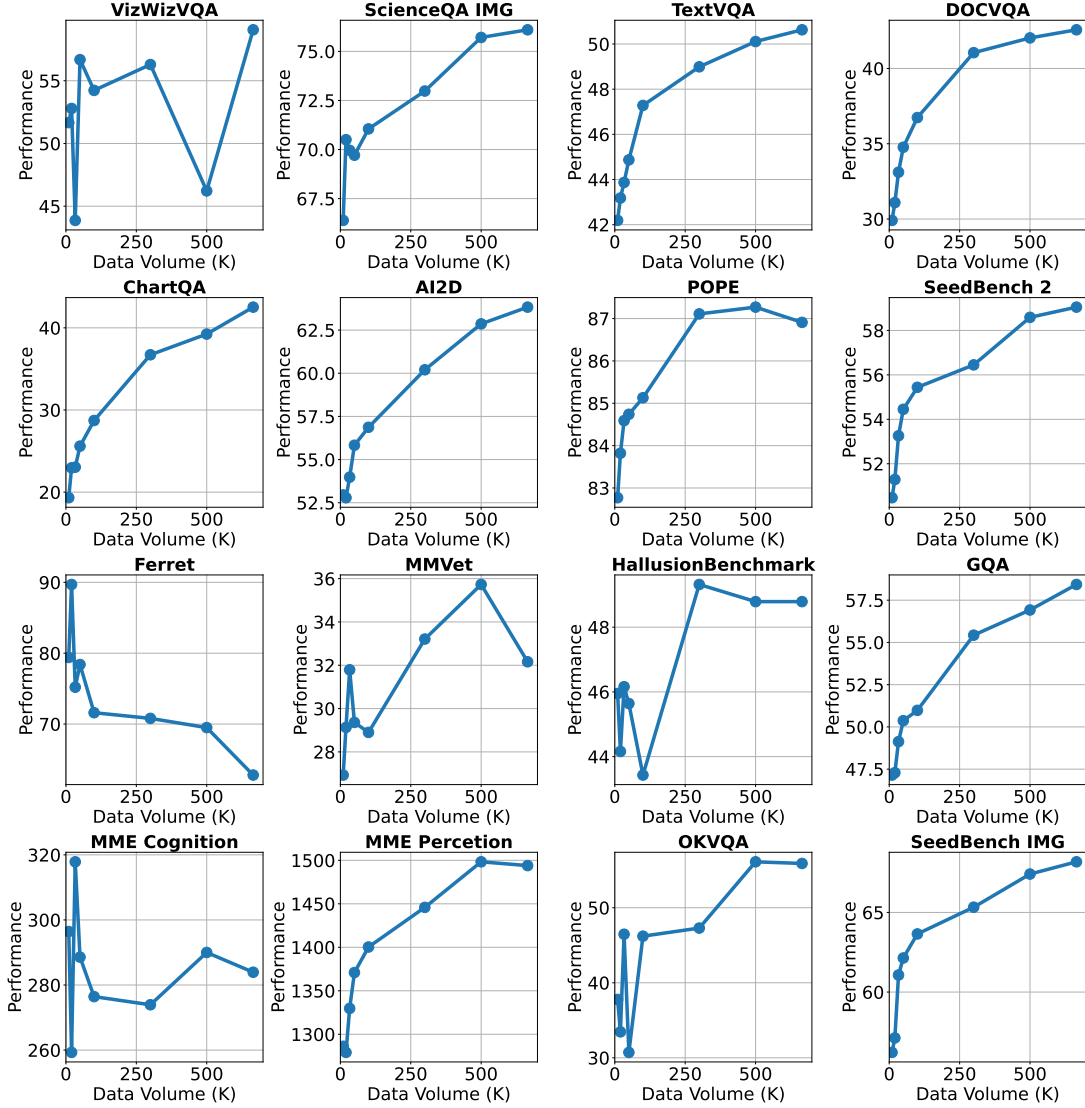 VizWizVQA
Performance
55
50
45
0 250 500
Data Volume (K)
ScienceQA IMG
Performance
75.0
72.5
70.0
67.5
0 250 500
Data Volume (K)
TextVQA
Performance
50
48
46
44
42
0 250 500
Data Volume (K)
DOCVQA
Performance
40
35
30
0 250 500
Data Volume (K)
ChartQA
Performance
40
30
20
0 250 500
Data Volume (K)
AI2D
Performance
62.5
60.0
57.5
55.0
52.5
0 250 500
Data Volume (K)
POPE
Performance
87
86
85
84
83
0 250 500
Data Volume (K)
SeedBench 2
Performance
58
56
54
52
0 250 500
Data Volume (K)
Ferret
Performance
90
80
70
0 250 500
Data Volume (K)
MMVet
Performance
36
34
32
30
28
0 250 500
Data Volume (K)
HallusionBenchmark
Performance
48
46
44
0 250 500
Data Volume (K)
GQA
Performance
57.5
55.0
52.5
50.0
47.5
0 250 500
Data Volume (K)
MME Cognition
Performance
320
300
280
260
0 250 500
Data Volume (K)
MME Percetion
Performance
1500
1450
1400
1350
1300
0 250 500
Data Volume (K)
OKVQA
Performance
50
40
30
0 250 500
Data Volume (K)
SeedBench IMG
Performance
65
60
0 250 500
Data Volume (K)